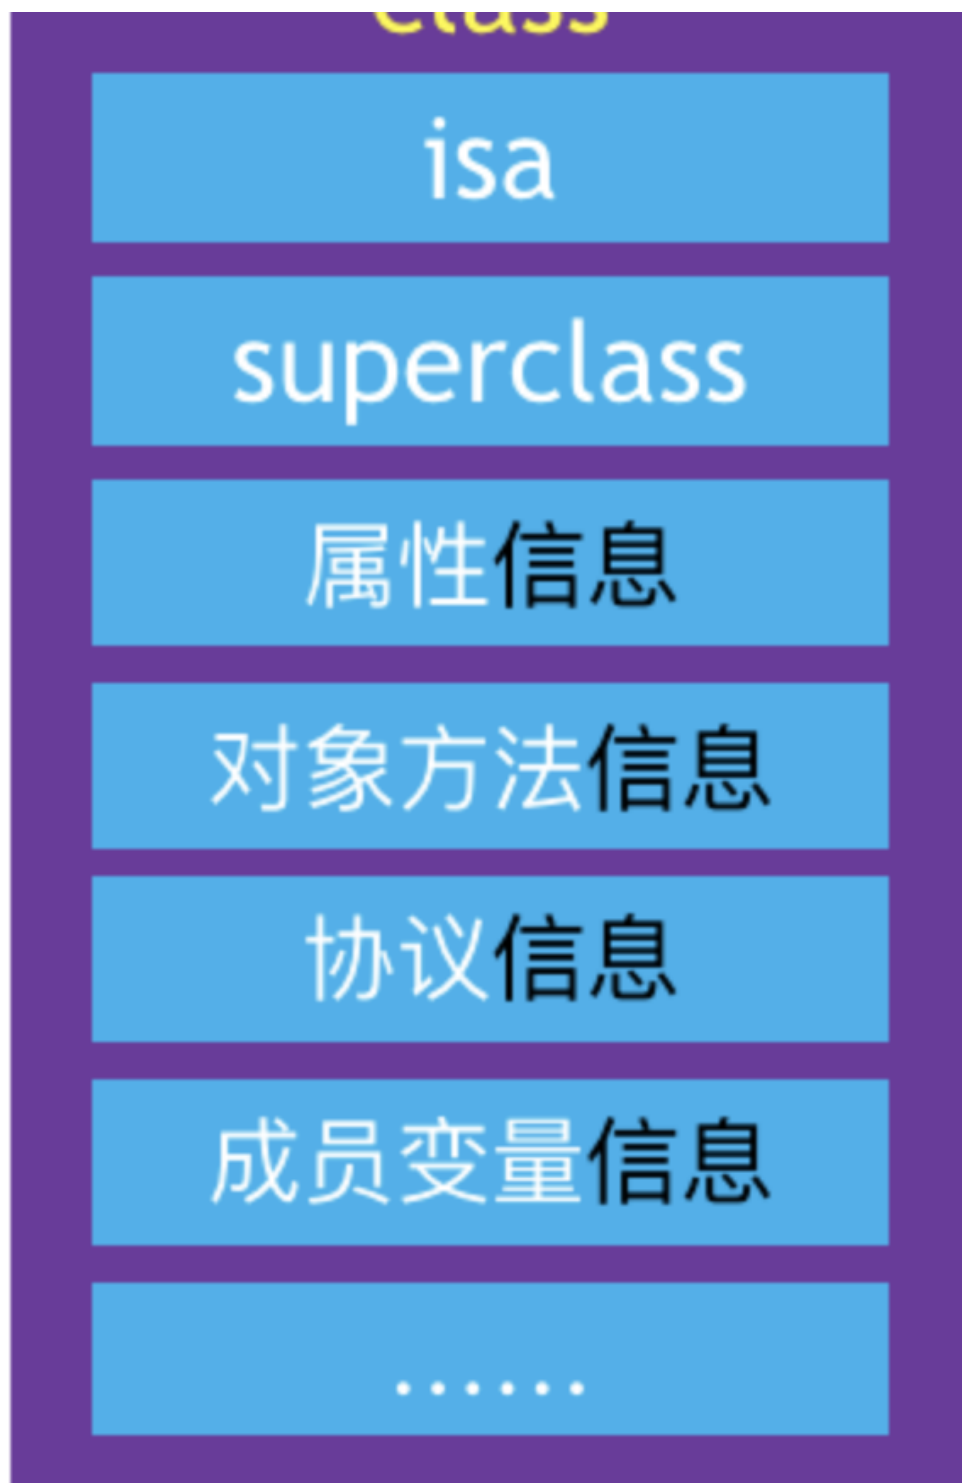 class
isa
superclass
属性信息
对象方法信息
协议信息
成员变量信息
......